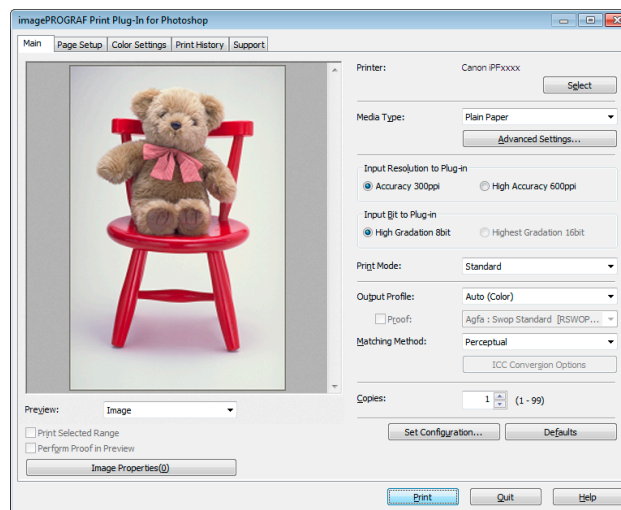 imagePROGRAF Print Plug-In for Photoshop
Main Page Setup Color Settings Print History Support
Printer: Canon iPFxxxx
Select
Media Type: Plain Paper
Advanced Settings...
Input Resolution to Plug-in
Accuracy 300ppi High Accuracy 600ppi
Input Bit to Plug-in
High Gradation 8bit Highest Gradation 16bit
Print Mode: Standard
Output Profile: Auto (Color)
Proof: Agfa : Swop Standard [RSWOP...
Matching Method: Perceptual
ICC Conversion Options
Copies: 1 (1 - 99)
Preview: Image
Print Selected Range
Perform Proof in Preview
Image Properties(0)
Set Configuration... Defaults
Print Quit Help